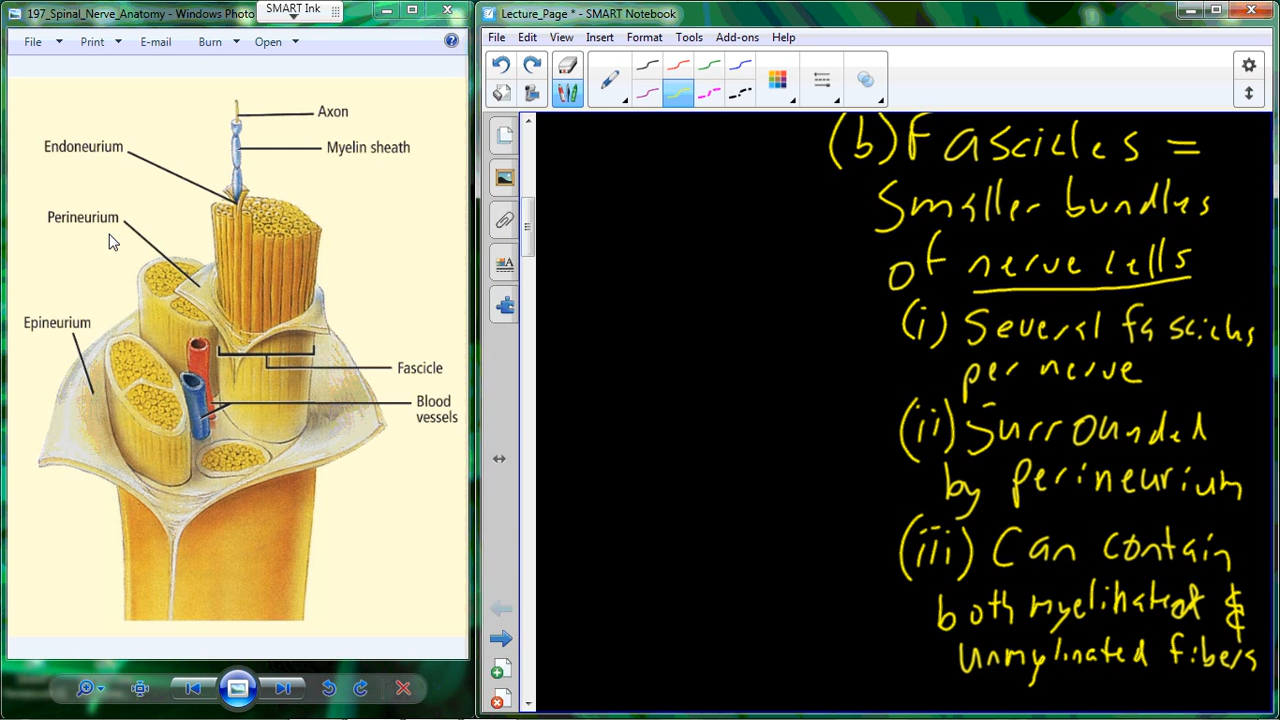 197_Spinal_Nerve_Anatomy - Windows Photo
SMART Ink
File Print E-mail Burn Open
Axon
Endoneurium
Myelin sheath
Perineurium
Epineurium
Fascicle
Blood
vessels
Lecture_Page * - SMART Notebook
File Edit View Insert Format Tools Add-ons Help
(b) Fascicles =
Smaller bundles
of nerve cells
(i) Several fascicles
per nerve
(ii) Surrounded
by perineurium
(iii) Can contain
both myelinated &
unmylinated fibers